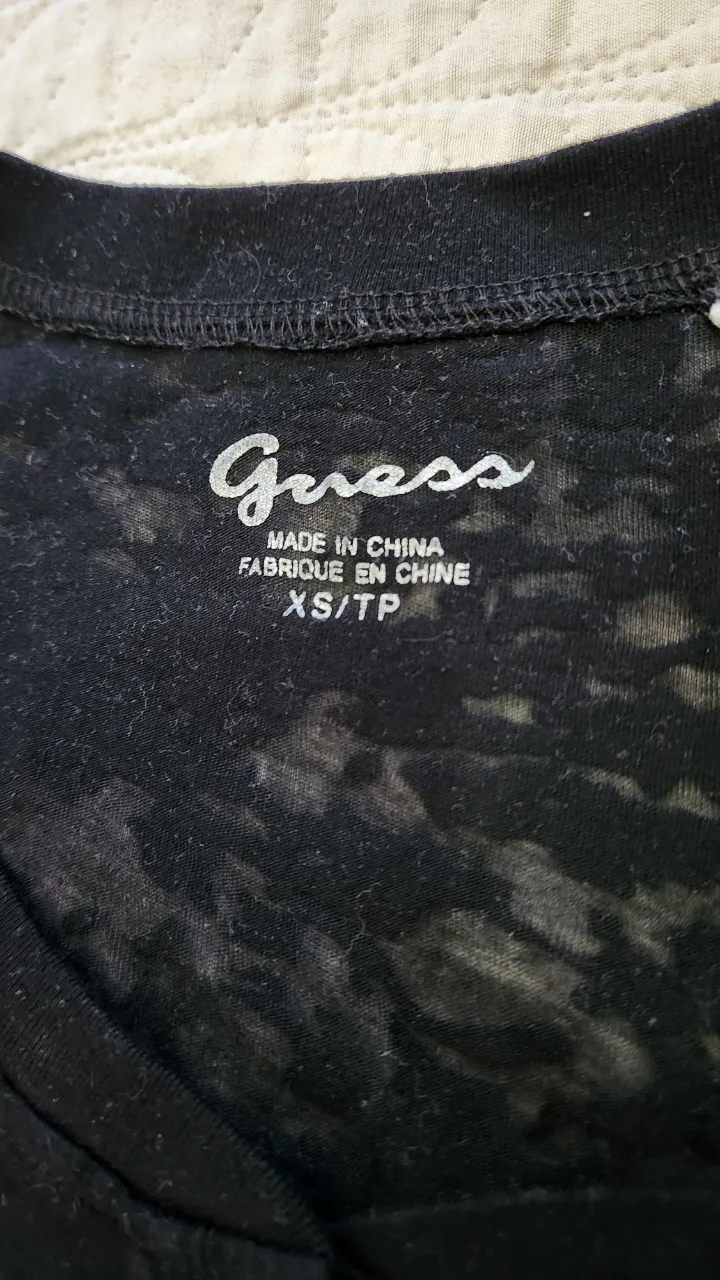 Guess
MADE IN CHINA
FABRIQUE EN CHINE
XS/TP